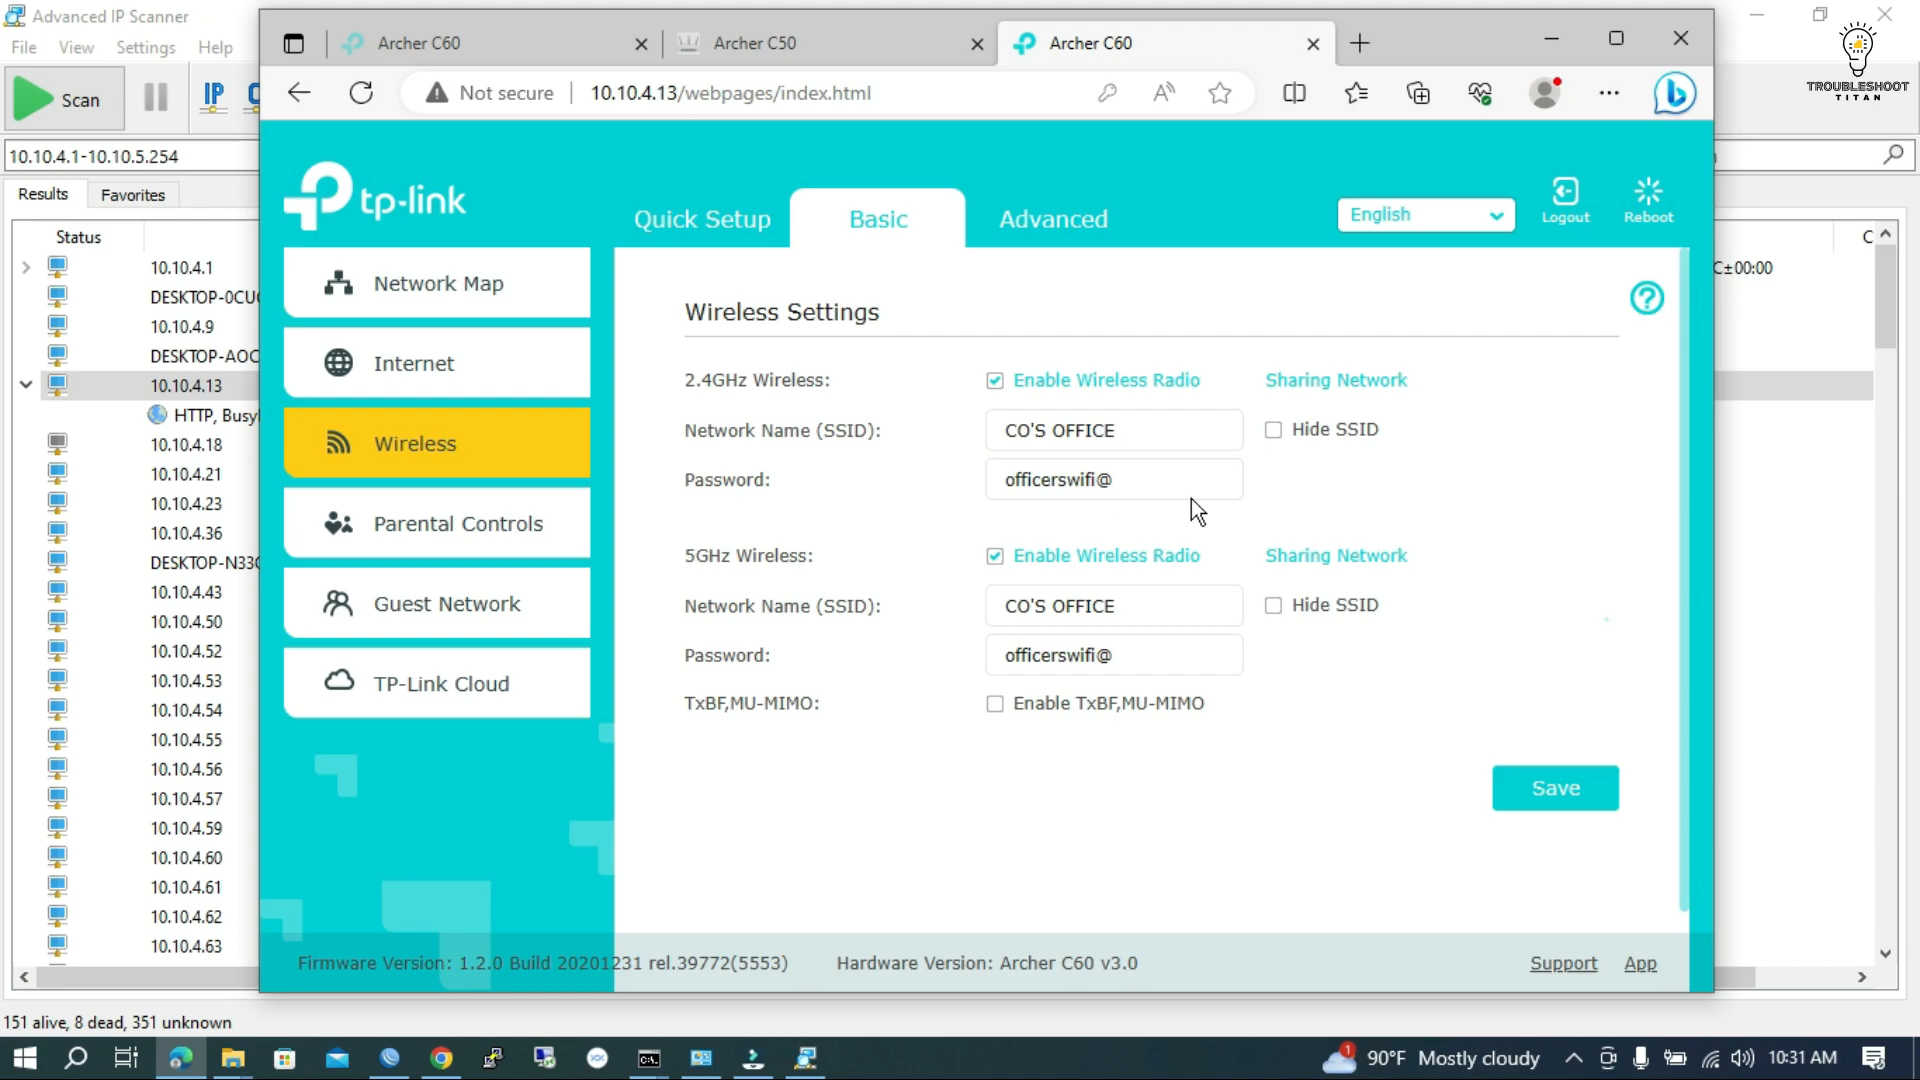 Advanced IP Scanner
File View Settings Help
Scan
IP
10.10.4.1-10.10.5.254
Results Favorites
Status
10.10.4.1
DESKTOP-0CU
10.10.4.9
DESKTOP-AOC
10.10.4.13
HTTP, Busy
10.10.4.18
10.10.4.21
10.10.4.23
10.10.4.36
DESKTOP-N33
10.10.4.43
10.10.4.50
10.10.4.52
10.10.4.53
10.10.4.54
10.10.4.55
10.10.4.56
10.10.4.57
10.10.4.59
10.10.4.60
10.10.4.61
10.10.4.62
10.10.4.63
151 alive, 8 dead, 351 unknown
Archer C60
Archer C50
Archer C60
Not secure 10.10.4.13/webpages/index.html
tp-link
Quick Setup Basic Advanced
English
Logout
Reboot
Network Map
Internet
Wireless
Parental Controls
Guest Network
TP-Link Cloud
Wireless Settings
2.4GHz Wireless: Enable Wireless Radio Sharing Network
Network Name (SSID): CO'S OFFICE Hide SSID
Password: officerswifi@
5GHz Wireless: Enable Wireless Radio Sharing Network
Network Name (SSID): CO'S OFFICE Hide SSID
Password: officerswifi@
TxBF,MU-MIMO: Enable TxBF,MU-MIMO
Save
Firmware Version: 1.2.0 Build 20201231 rel.39772(5553) Hardware Version: Archer C60 v3.0 Support App
TROUBLESHOOT
TITAN
C
C±00:00
1 90°F Mostly cloudy 10:31 AM